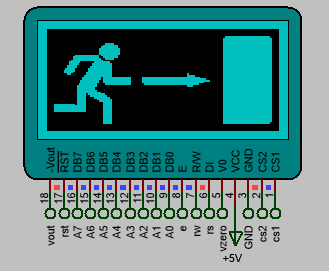 -Vout RST DB7 DB6 DB5 DB4 DB3 DB2 DB1 DB0 E R/W DI V0 VCC GND CS2 CS1
18 17 16 15 14 13 12 11 10 9 8 7 6 5 4 3 2 1
vout rst A7 A6 A5 A4 A3 A2 A1 A0 e rw rs vzero GND cs2 cs1
+5V